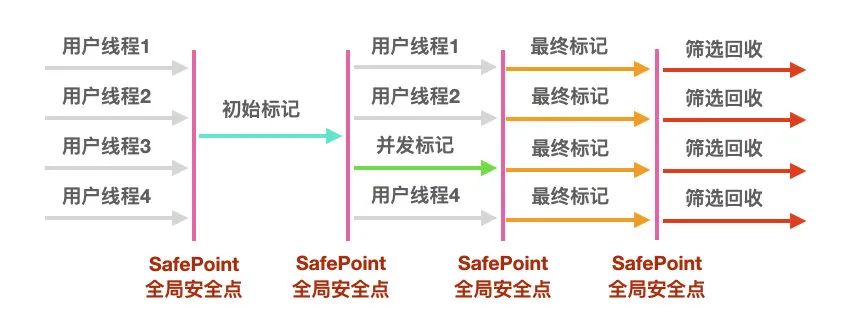 用户线程1
用户线程2
用户线程3
用户线程4
初始标记
用户线程1
用户线程2
并发标记
用户线程4
最终标记
最终标记
最终标记
最终标记
筛选回收
筛选回收
筛选回收
筛选回收
SafePoint
全局安全点
SafePoint
全局安全点
SafePoint
全局安全点
SafePoint
全局安全点